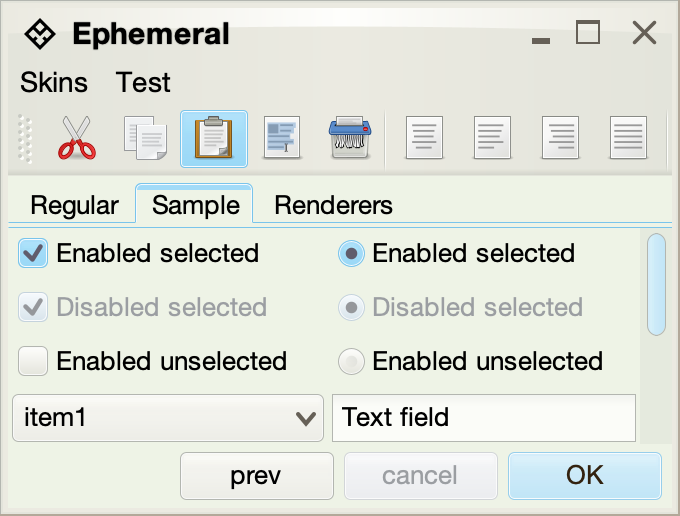 Ephemeral
Skins Test
Regular Sample Renderers
Enabled selected Enabled selected
Disabled selected Disabled selected
Enabled unselected Enabled unselected
item1 Text field
prev cancel OK